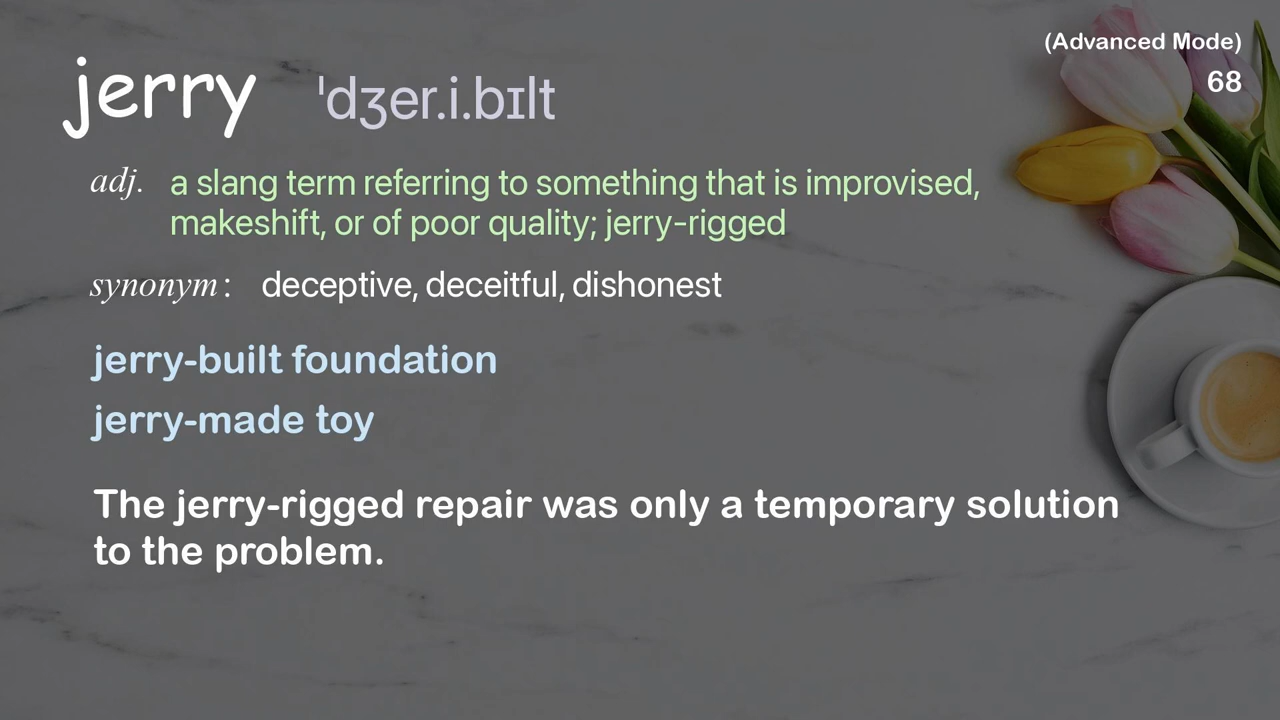 (Advanced Mode)
68
jerry ˈdʒer.i.bɪlt
adj. a slang term referring to something that is improvised,
makeshift, or of poor quality; jerry-rigged
synonym: deceptive, deceitful, dishonest
jerry-built foundation
jerry-made toy
The jerry-rigged repair was only a temporary solution
to the problem.